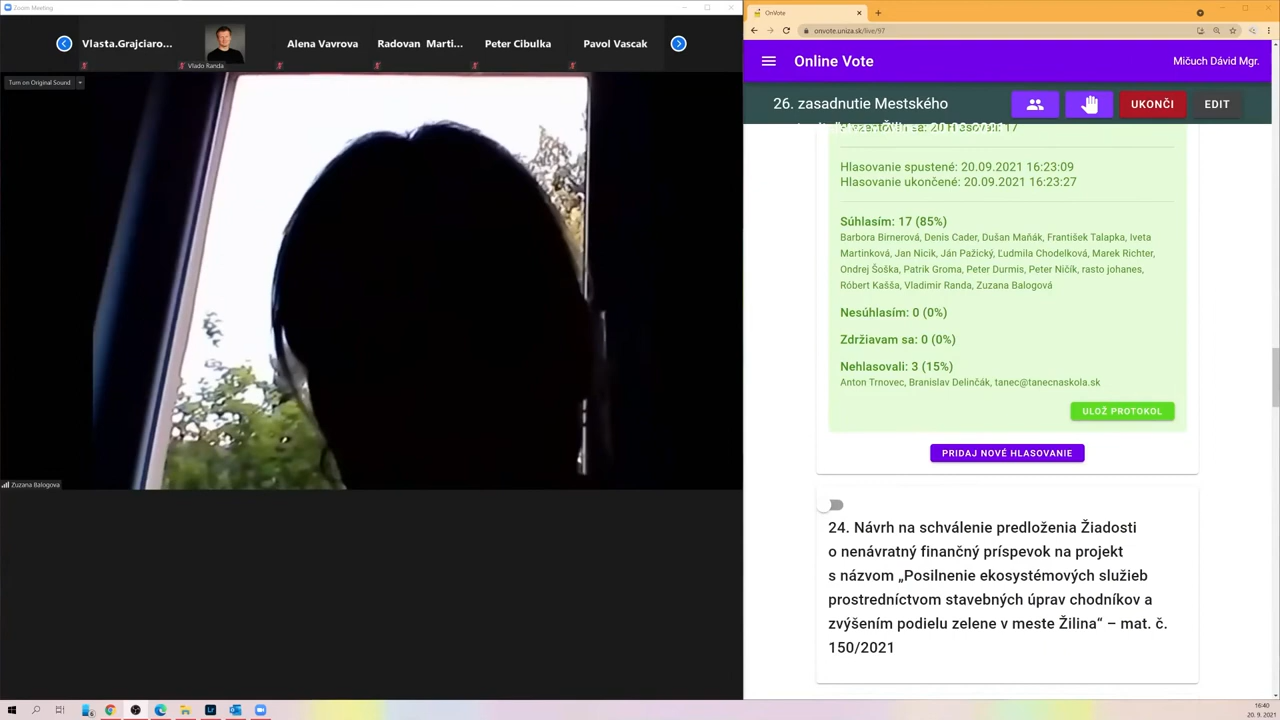 Zoom Meeting
Vlasta.Grajciaro...
Vlado Randa
Alena Vavrova
Radovan Marti...
Peter Cibulka
Pavol Vascak
Turn on Original Sound
Zuzana Balogova
OnVote
onvote.uniza.sk/live/97
Online Vote
Mičuch Dávid Mgr.
26. zasadnutie Mestského
UKONČI
EDIT
Hlasovanie spustené: 20.09.2021 16:23:09
Hlasovanie ukončené: 20.09.2021 16:23:27
Súhlasím: 17 (85%)
Barbora Birnerová, Denis Cader, Dušan Maňák, František Talapka, Iveta
Martinková, Jan Nicik, Ján Pažický, Ľudmila Chodelková, Marek Richter,
Ondrej Šoška, Patrik Groma, Peter Durmis, Peter Ničík, rasto johanes,
Róbert Kašša, Vladimir Randa, Zuzana Balogová
Nesúhlasím: 0 (0%)
Zdržiavam sa: 0 (0%)
Nehlasovali: 3 (15%)
Anton Trnovec, Branislav Delinčák, tanec@tanecnaskola.sk
ULOŽ PROTOKOL
PRIDAJ NOVÉ HLASOVANIE
24. Návrh na schválenie predloženia Žiadosti
o nenávratný finančný príspevok na projekt
s názvom „Posilnenie ekosystémových služieb
prostredníctvom stavebných úprav chodníkov a
zvýšením podielu zelene v meste Žilina“ – mat. č.
150/2021
16:40
20. 9. 2021